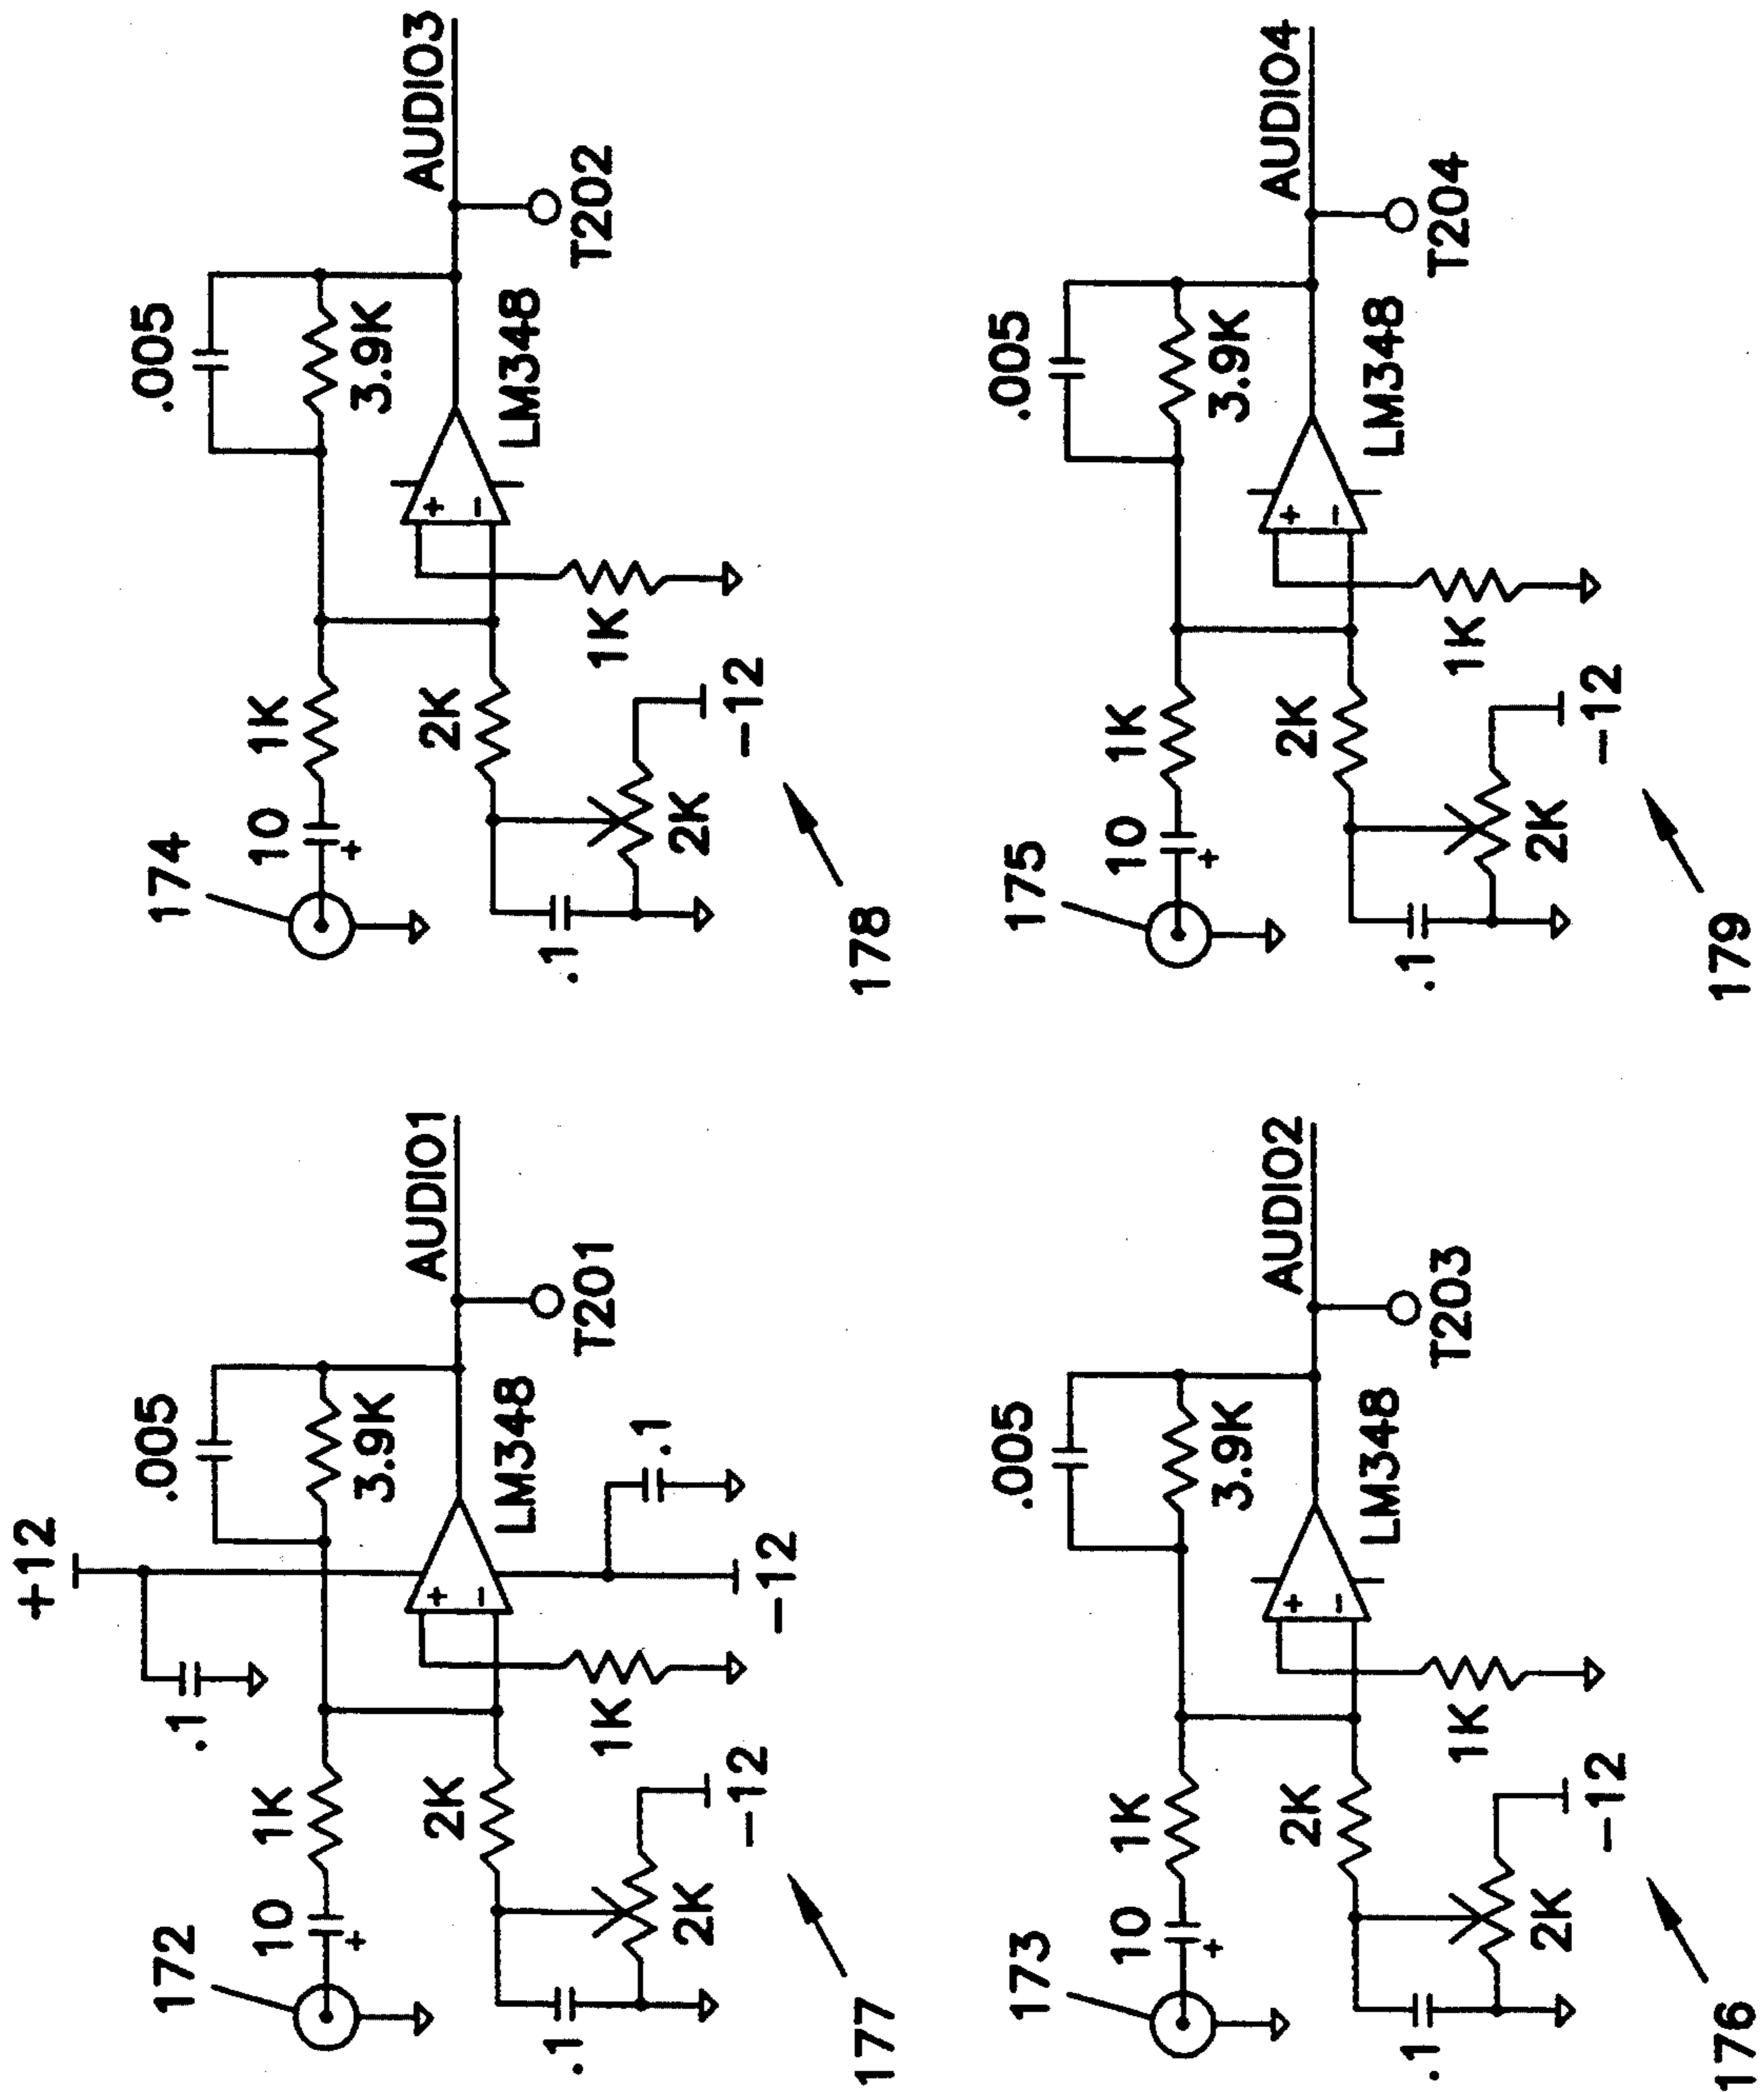 +12
.1
.005
172
10
1K
3.9K
AUDIO1
+
+
-
LM348
T201
2K
1K
.1
.1
2K
-12
-12
177
.005
174
10
1K
3.9K
AUDIO3
+
+
-
LM348
T202
2K
1K
.1
2K
-12
178
.005
173
10
1K
3.9K
AUDIO2
+
+
-
LM348
T203
2K
1K
.1
2K
-12
176
.005
175
10
1K
3.9K
AUDIO4
+
+
-
LM348
T204
2K
1K
.1
2K
-12
179